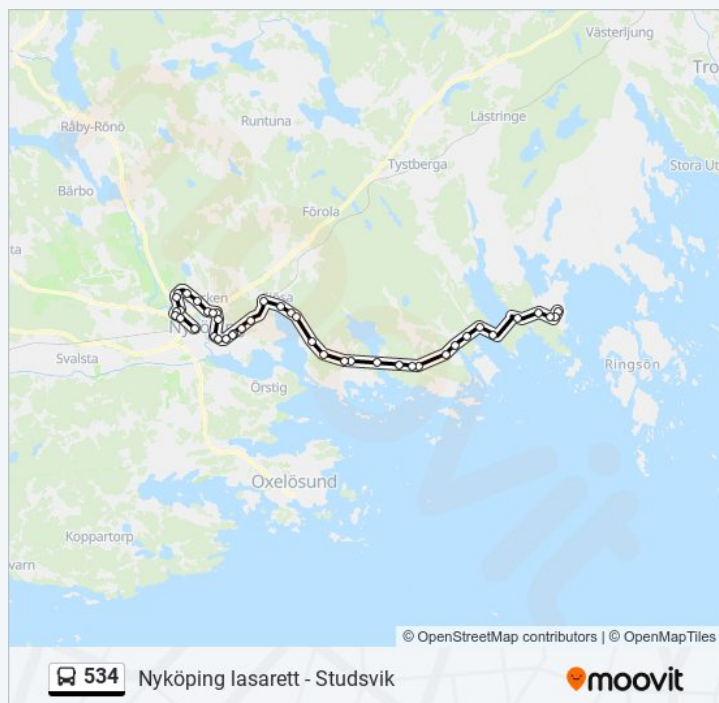 Västerljung
Tro
Lästringe
Runtuna
Råby-Rönö
Tystberga
Stora Ut
Bärbo
Förola
ta
Svalsta
Ringsön
Örstig
Oxelösund
Koppartorp
varn
© OpenStreetMap contributors | © OpenMapTiles
534 Nyköping lasarett - Studsvik
moovit